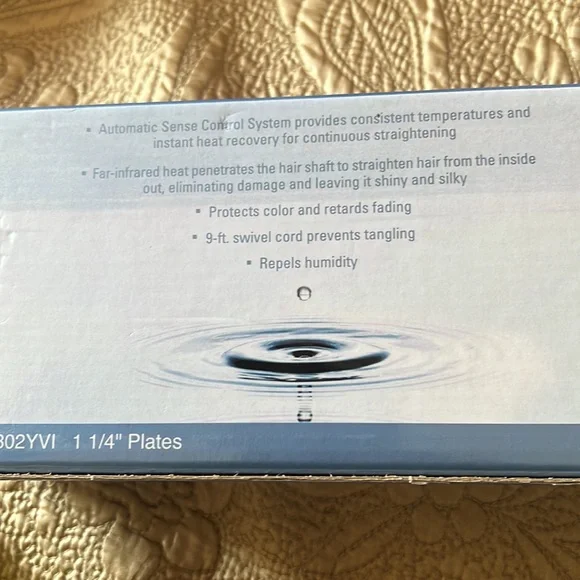 ▪ Automatic Sense Control System provides consistent temperatures and
instant heat recovery for continuous straightening
▪ Far-infrared heat penetrates the hair shaft to straighten hair from the inside
out, eliminating damage and leaving it shiny and silky
▪ Protects color and retards fading
▪ 9-ft. swivel cord prevents tangling
▪ Repels humidity
1 1/4" Plates